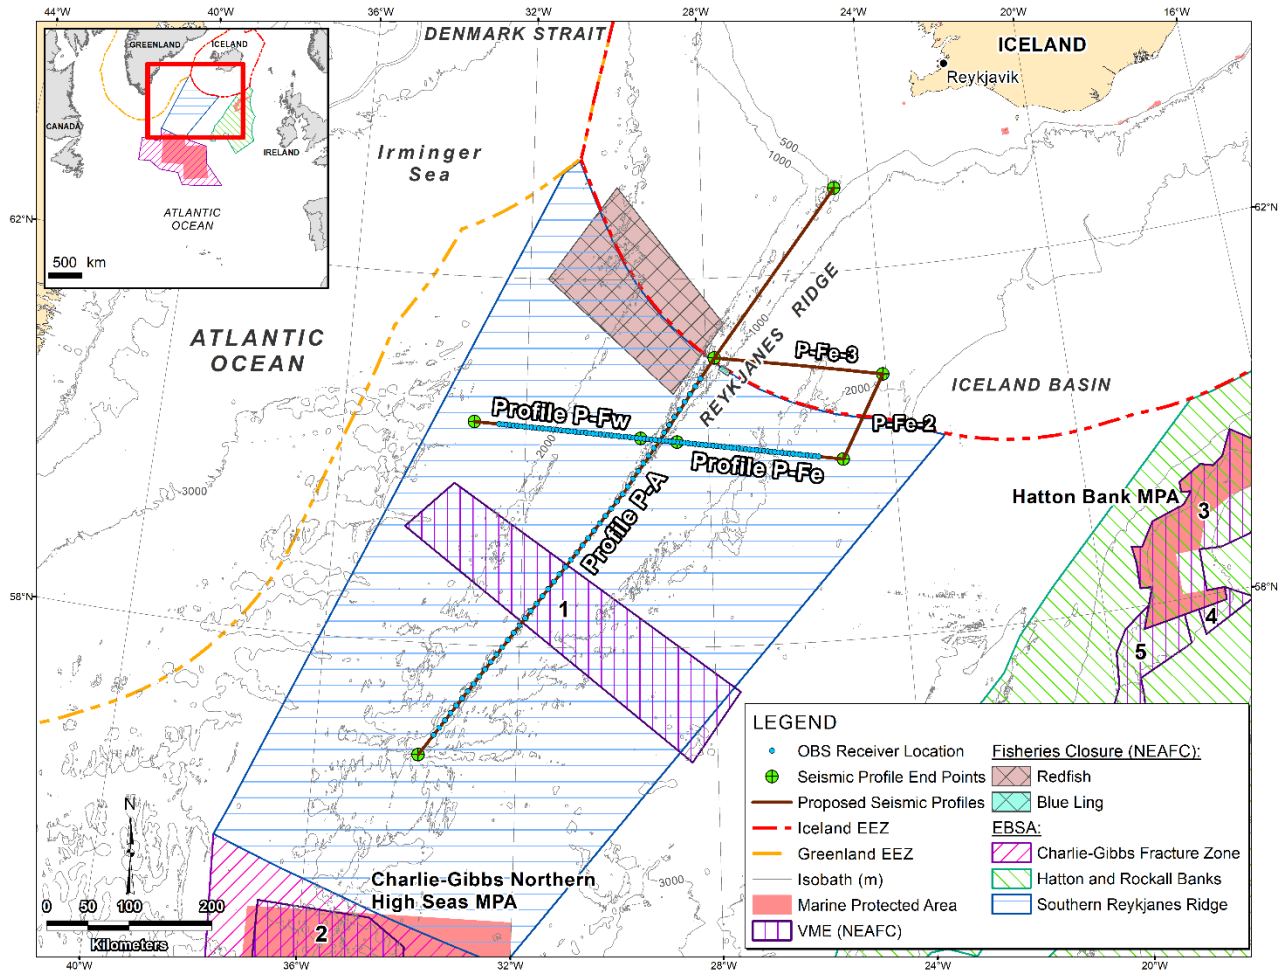 44°W
40°W
36°W
32°W
28°W
24°W
20°W
16°W
GREENLAND
ICELAND
CANADA
IRELAND
ATLANTIC
OCEAN
500 km
DENMARK STRAIT
ICELAND
Reykjavik
Irminger
Sea
500
1000
62°N
62°N
REYKJANES RIDGE
1000
ATLANTIC
OCEAN
P-Fe-3
2000
ICELAND BASIN
P-Fe-2
Profile P-Fw
2000
Profile P-Fe
3000
Profile P-A
Hatton Bank MPA
3
58°N
58°N
1
4
5
LEGEND
OBS Receiver Location
Seismic Profile End Points
Proposed Seismic Profiles
Iceland EEZ
Greenland EEZ
Isobath (m)
Marine Protected Area
VME (NEAFC)
Fisheries Closure (NEAFC):
Redfish
Blue Ling
EBSA:
Charlie-Gibbs Fracture Zone
Hatton and Rockall Banks
Southern Reykjanes Ridge
N
0 50 100 200
Kilometers
Charlie-Gibbs Northern
High Seas MPA
3000
2
40°W
36°W
32°W
28°W
24°W
20°W